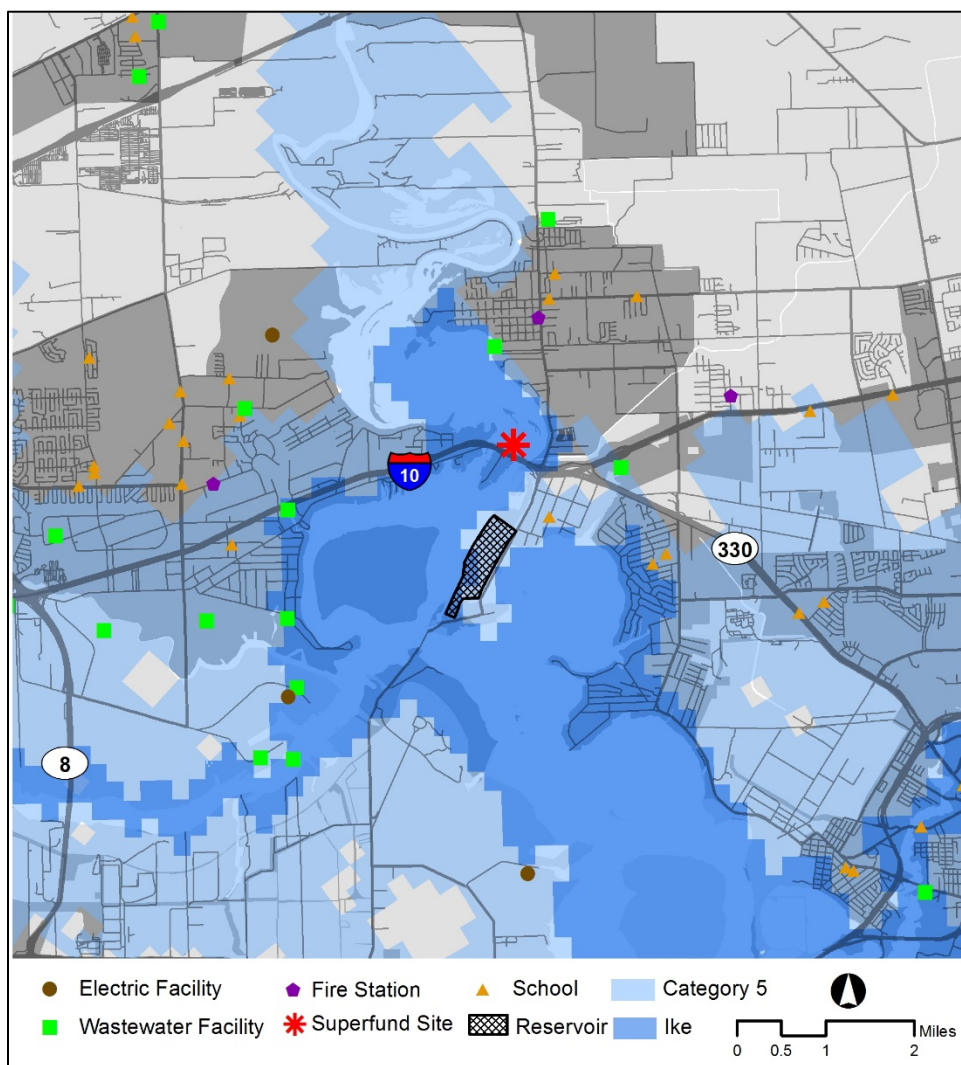 10
330
8
Electric Facility
Fire Station
School
Category 5
Wastewater Facility
Superfund Site
Reservoir
Ike
Miles
0 0.5 1 2